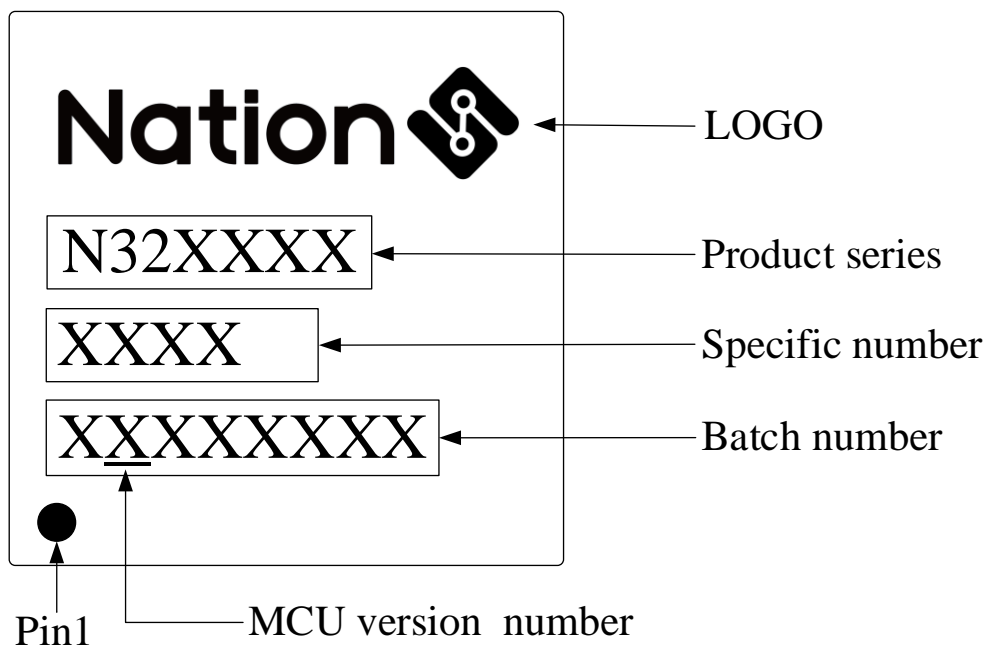 Nation
LOGO
N32XXXX
Product series
XXXX
Specific number
XXXXXXXX
Batch number
Pin1
MCU version number